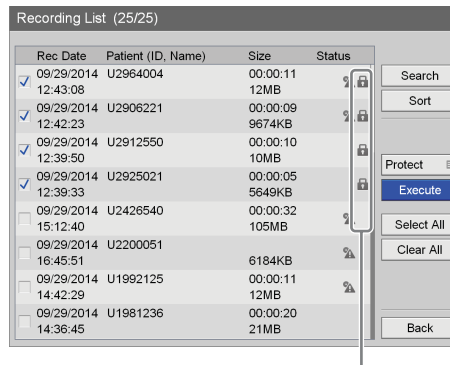 Recording List (25/25)
Rec Date Patient (ID, Name) Size Status
09/29/2014 U2964004 00:00:11
12:43:08 12MB
09/29/2014 U2906221 00:00:09
12:42:23 9674KB
09/29/2014 U2912550 00:00:10
12:39:50 10MB
09/29/2014 U2925021 00:00:05
12:39:33 5649KB
09/29/2014 U2426540 00:00:32
15:12:40 105MB
09/29/2014 U2200051
16:45:51 6184KB
09/29/2014 U1992125 00:00:11
14:42:29 12MB
09/29/2014 U1981236 00:00:20
14:36:45 21MB
Search
Sort
Protect
Execute
Select All
Clear All
Back